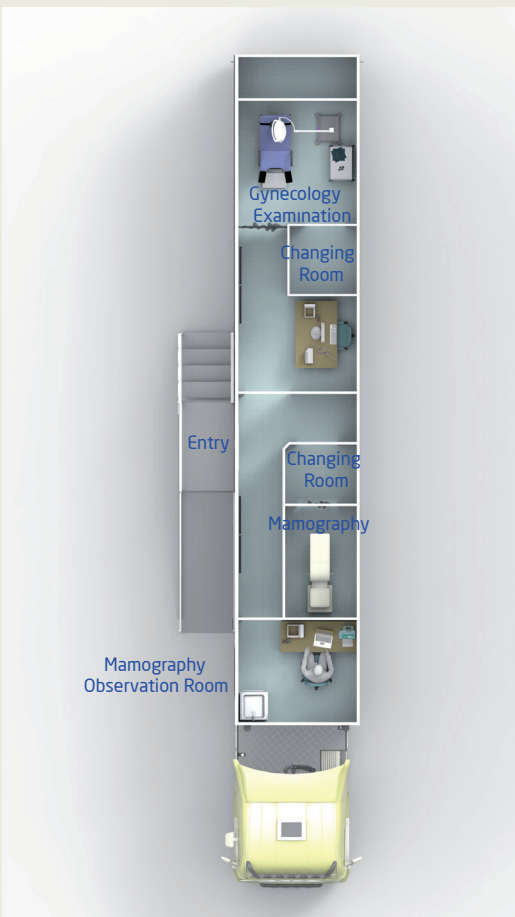 Gynecology
Examination
Changing
Room
Entry
Changing
Room
Mamography
Mamography
Observation Room